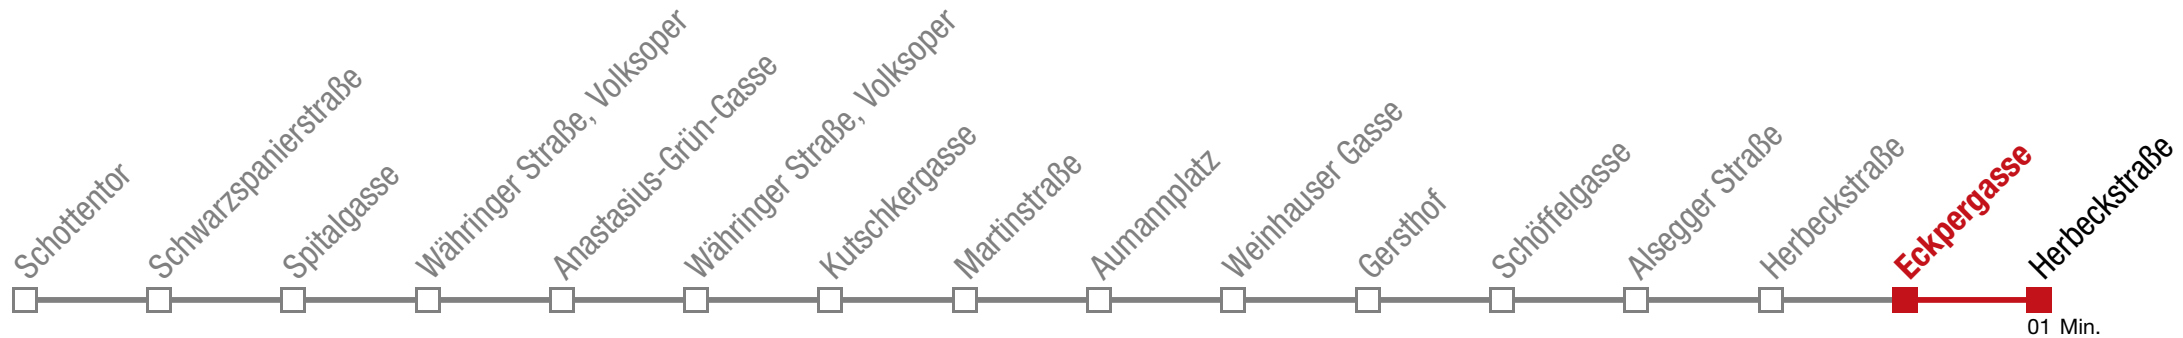 Schottentor
Schwarzspanierstraße
Spitalgasse
Währinger Straße, Volksoper
Anastasius-Grün-Gasse
Währinger Straße, Volksoper
Kutschkergasse
Martinstraße
Aumannplatz
Weinhauser Gasse
Gersthof
Schöffelgasse
Alsegger Straße
Herbeckstraße
Eckpergasse
Herbeckstraße
01 Min.